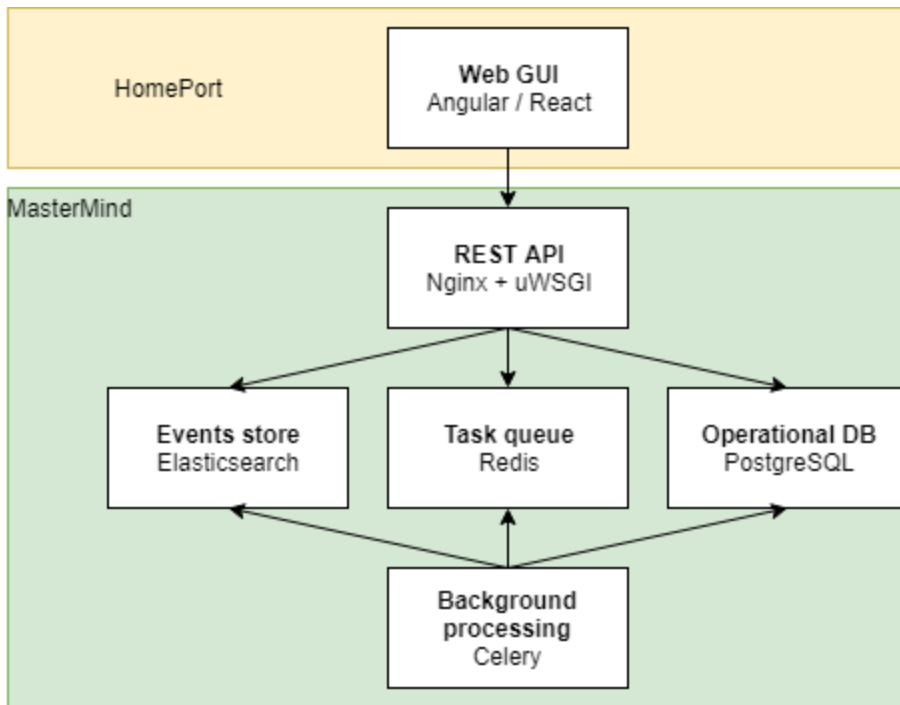 HomePort
Web GUI
Angular / React
MasterMind
REST API
Nginx + uWSGI
Events store
Elasticsearch
Task queue
Redis
Operational DB
PostgreSQL
Background
processing
Celery